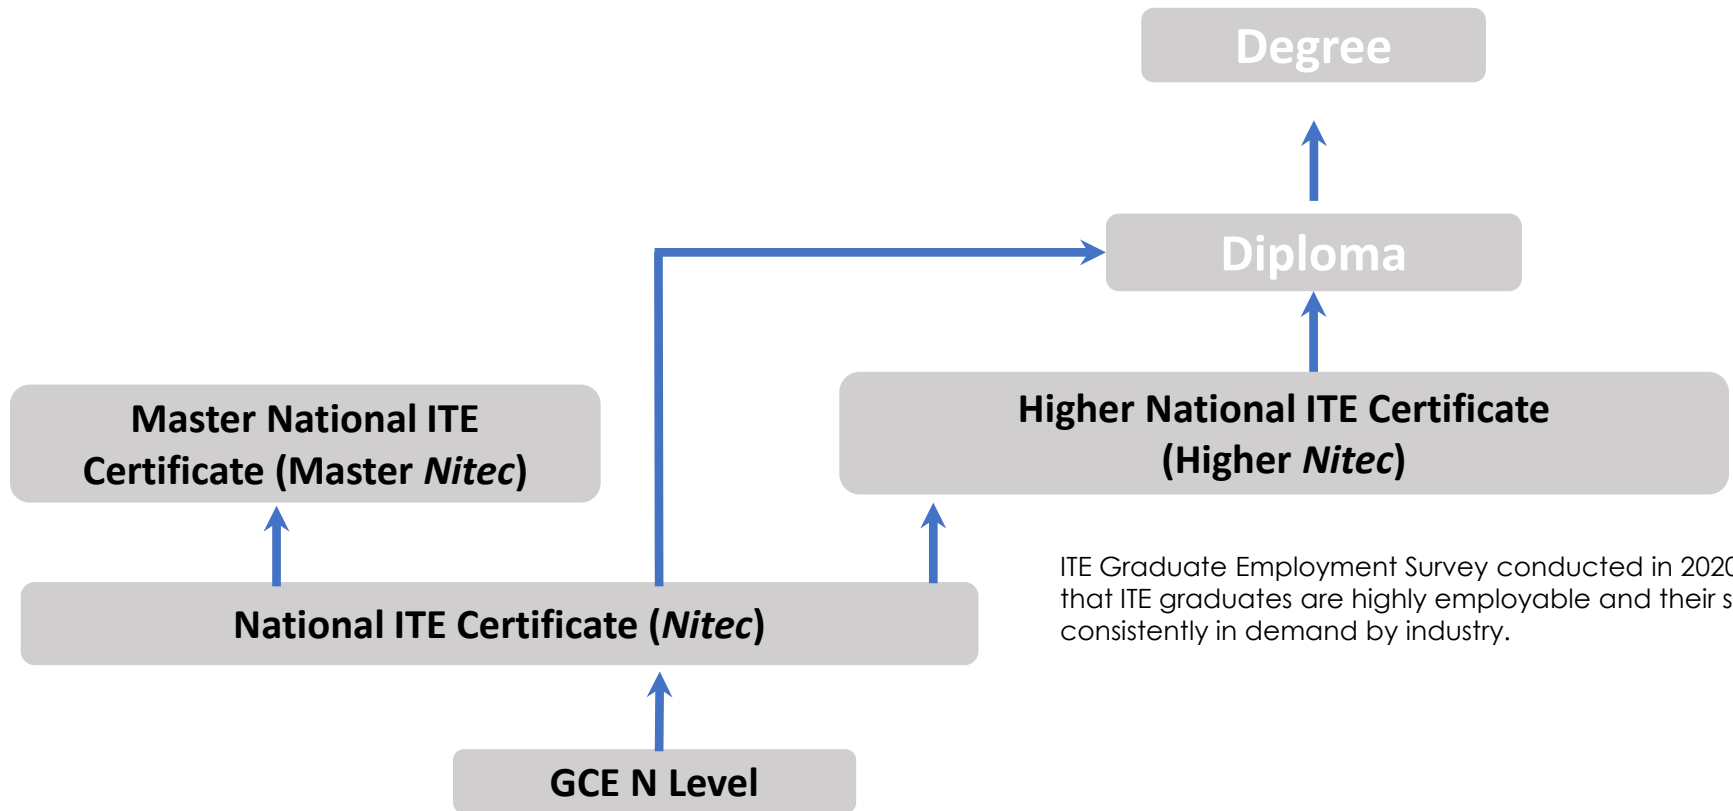 Degree
Diploma
Master National ITE
Certificate (Master Nitec)
Higher National ITE Certificate
(Higher Nitec)
ITE Graduate Employment Survey conducted in 2020
that ITE graduates are highly employable and their
consistently in demand by industry.
National ITE Certificate (Nitec)
GCE N Level